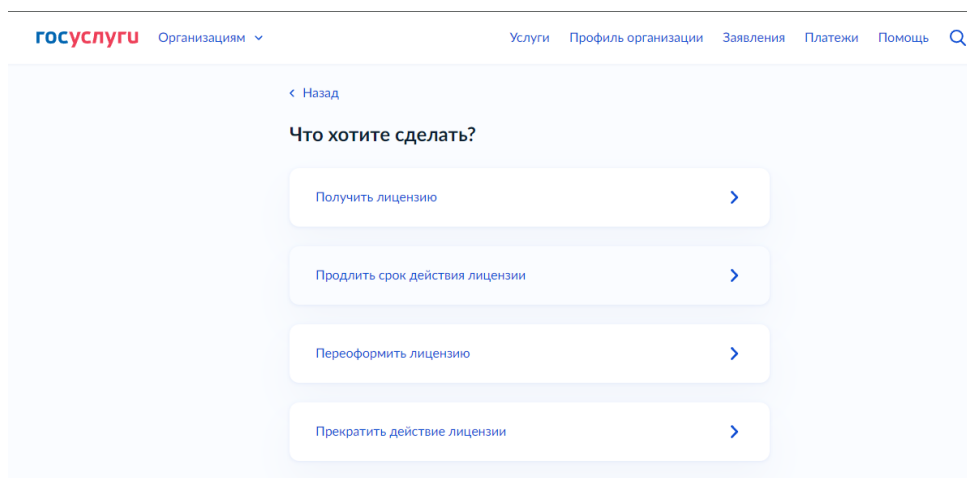 госуслуги Организациям Услуги Профиль организации Заявления Платежи Помощь
Назад
Что хотите сделать?
Получить лицензию
Продлить срок действия лицензии
Переоформить лицензию
Прекратить действие лицензии